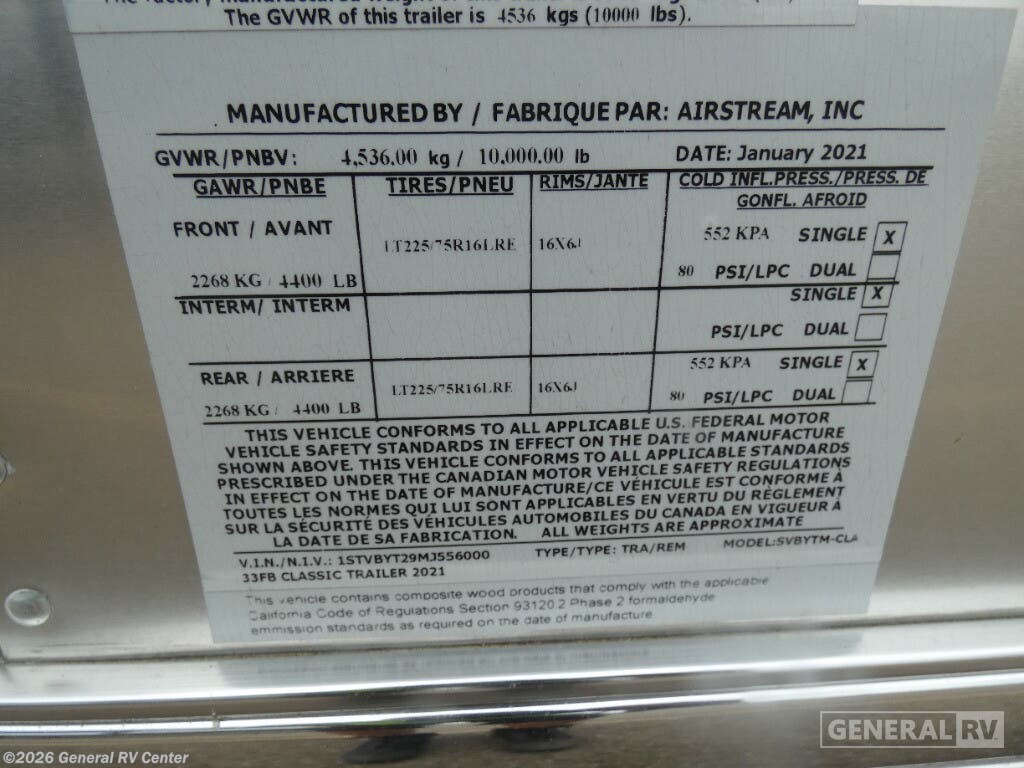 The GVWR of this trailer is 4536 kgs (10000 lbs).
MANUFACTURED BY / FABRIQUE PAR: AIRSTREAM, INC
GVWR/PNBV: 4,536.00 kg / 10,000.00 lb DATE: January 2021
GAWR/PNBE TIRES/PNEU RIMS/JANTE COLD INFL.PRESS./PRESS. DE
GONFL. AFROID
FRONT / AVANT LT225/75R16LRE 16X6J 552 KPA SINGLE X
2268 KG / 4400 LB 80 PSI/LPC DUAL
INTERM/ INTERM SINGLE X
PSI/LPC DUAL
REAR / ARRIERE LT225/75R16LRE 16X6J 552 KPA SINGLE X
2268 KG / 4400 LB 80 PSI/LPC DUAL
THIS VEHICLE CONFORMS TO ALL APPLICABLE U.S. FEDERAL MOTOR
VEHICLE SAFETY STANDARDS IN EFFECT ON THE DATE OF MANUFACTURE
SHOWN ABOVE. THIS VEHICLE CONFORMS TO ALL APPLICABLE STANDARDS
PRESCRIBED UNDER THE CANADIAN MOTOR VEHICLE SAFETY REGULATIONS
IN EFFECT ON THE DATE OF MANUFACTURE/CE VÉHICULE EST CONFORME À
TOUTES LES NORMES QUI LUI SONT APPLICABLES EN VERTU DU RÉGLEMENT
SUR LA SÉCURITÉ DES VÉHICULES AUTOMOBILES DU CANADA EN VIGUEUR À
LA DATE DE SA FABRICATION. ALL WEIGHTS ARE APPROXIMATE
V.I.N./N.I.V.: 1STVBYT29MJ556000 TYPE/TYPE: TRA/REM MODEL:SVBYTM-CLA
33FB CLASSIC TRAILER 2021
This vehicle contains composite wood products that comply with the applicable
California Code of Regulations Section 93120.2 Phase 2 formaldehyde
emmission standards as required on the date of manufacture
GENERAL RV
©2026 General RV Center